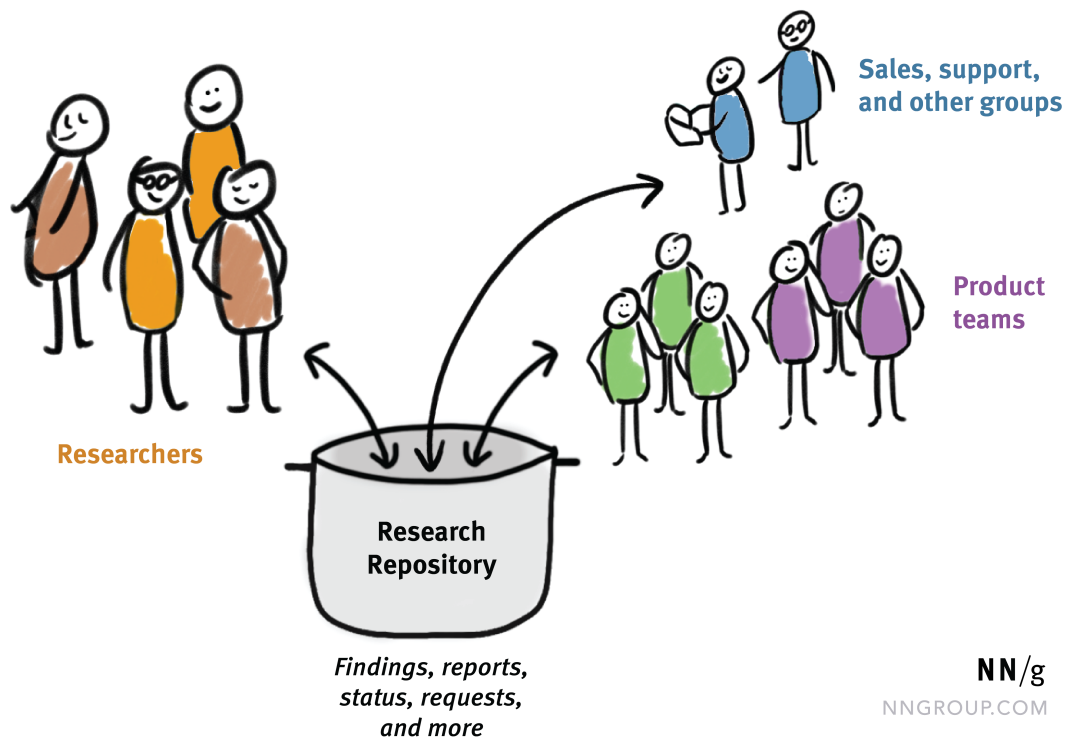 Sales, support,
and other groups
Product
teams
Researchers
Research
Repository
Findings, reports,
status, requests,
and more
NN/g
NNGROUP.COM